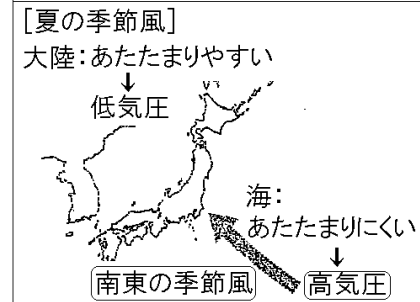 [夏の季節風]
大陸：あたたまりやすい
↓
低気圧
海：
あたたまりにくい
↓
南東の季節風
高気圧